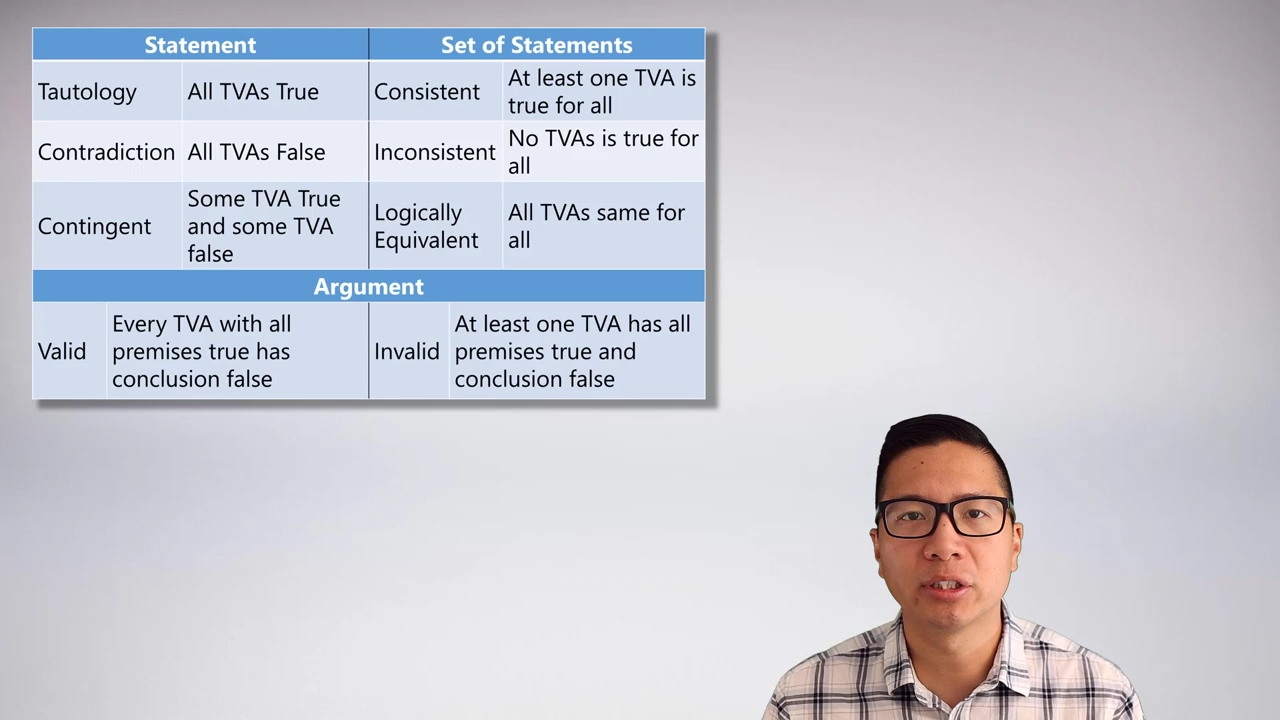 Statement
Set of Statements
Tautology
All TVAs True
Consistent
At least one TVA is
true for all
Contradiction
All TVAs False
Inconsistent
No TVAs is true for
all
Contingent
Some TVA True
and some TVA
false
Logically
Equivalent
All TVAs same for
all
Argument
Valid
Every TVA with all
premises true has
conclusion false
Invalid
At least one TVA has all
premises true and
conclusion false